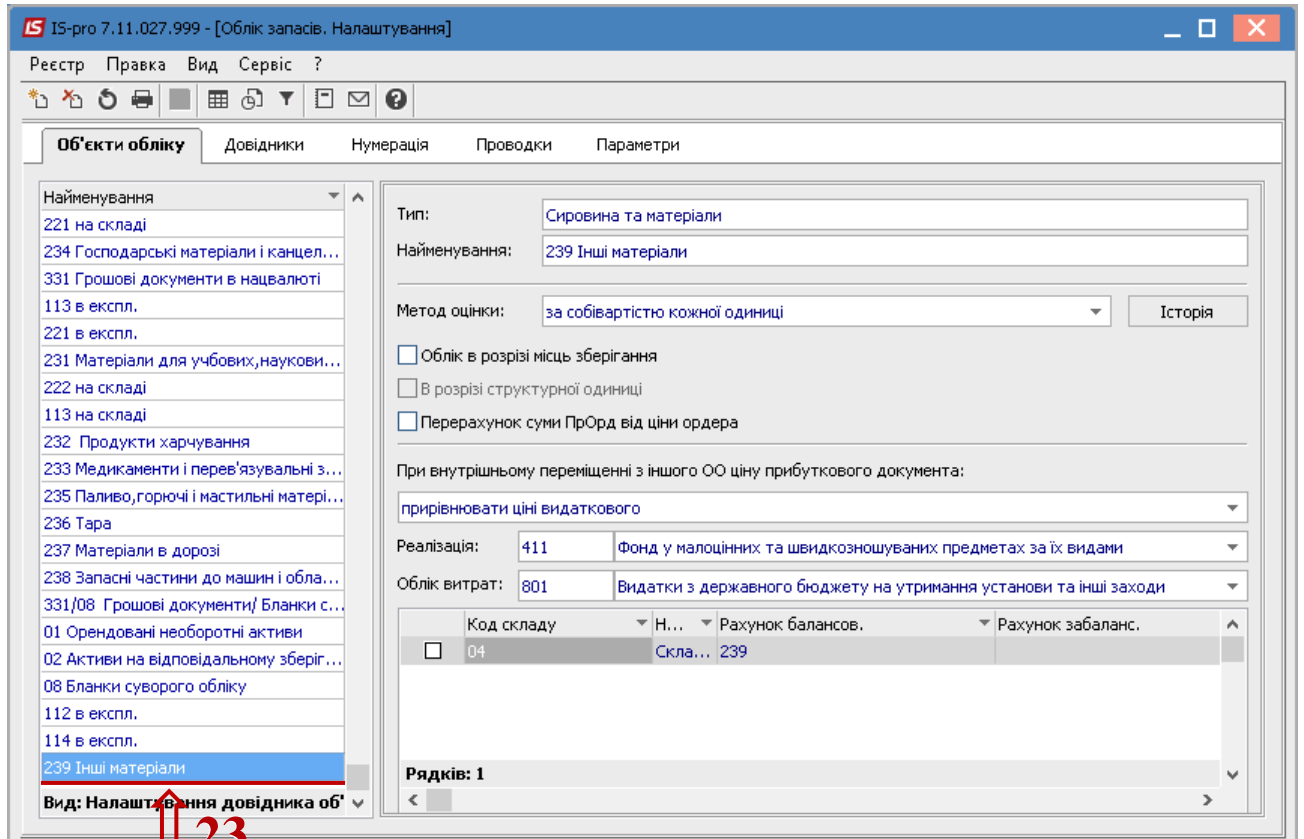 IS-pro 7.11.027.999 - [Облік запасів. Налаштування]
Реєстр Правка Вид Сервіс ?
Об'єкти обліку Довідники Нумерація Проводки Параметри
Найменування
221 на складі
234 Господарські матеріали і канцел...
331 Грошові документи в нацвалюті
113 в експл.
221 в експл.
231 Матеріали для учбових,наукови...
222 на складі
113 на складі
232 Продукти харчування
233 Медикаменти і перев'язувальні з...
235 Паливо,горючі і мастильні матері...
236 Тара
237 Матеріали в дорозі
238 Запасні частини до машин і обла...
331/08 Грошові документи/ Бланки с...
01 Орендовані необоротні активи
02 Активи на відповідальному зберіг...
08 Бланки суворого обліку
112 в експл.
114 в експл.
239 Інші матеріали
Вид: Налаштування довідника об'
23
Тип: Сировина та матеріали
Найменування: 239 Інші матеріали
Метод оцінки: за собівартістю кожної одиниці Історія
Облік в розрізі місць зберігання
В розрізі структурної одиниці
Перерахунок суми ПрОрд від ціни ордера
При внутрішньому переміщенні з іншого ОО ціну прибуткового документа:
прирівнювати ціні видаткового
Реалізація: 411 Фонд у малоцінних та швидкозношуваних предметах за їх видами
Облік витрат: 801 Видатки з державного бюджету на утримання установи та інші заходи
Код складу Н... Рахунок балансов. Рахунок забаланс.
04 Скла... 239
Рядків: 1